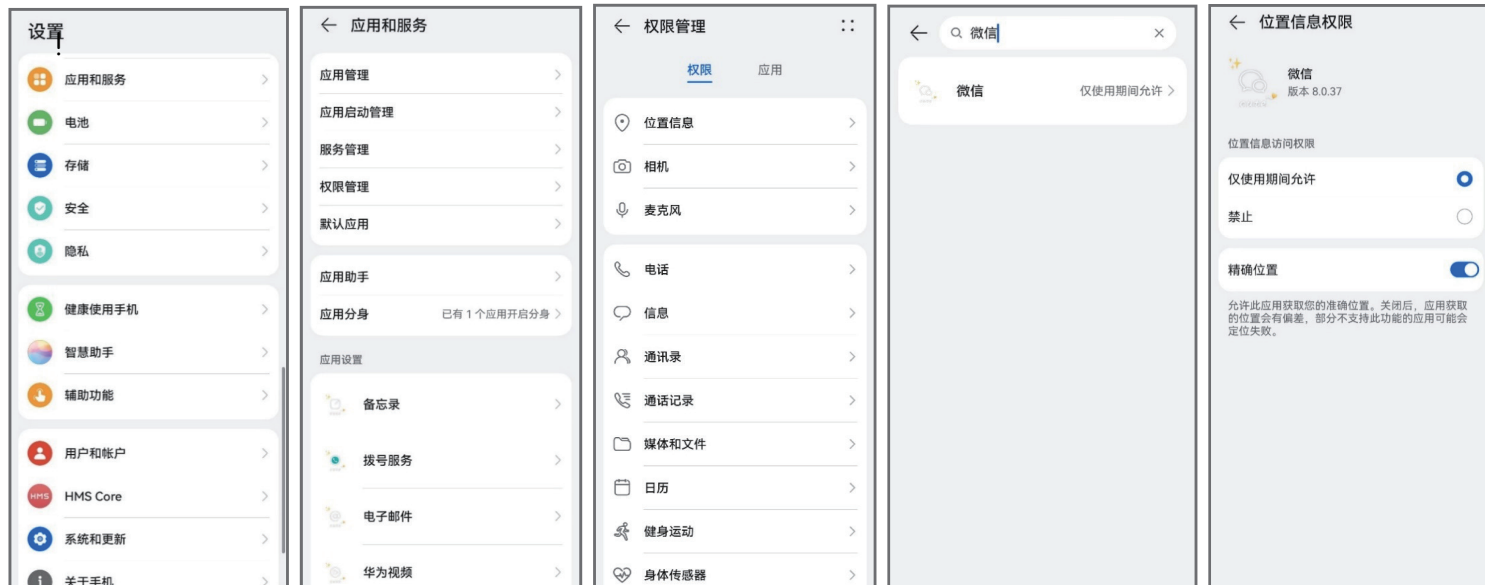 设置
!
应用和服务
电池
存储
安全
隐私
健康使用手机
智慧助手
辅助功能
用户和帐户
HMS
HMS Core
系统和更新
关于手机
应用和服务
应用管理
应用启动管理
服务管理
权限管理
默认应用
应用助手
应用分身 已有 1 个应用开启分身
应用设置
备忘录
拨号服务
电子邮件
华为视频
权限管理
权限 应用
位置信息
相机
麦克风
电话
信息
通讯录
通话记录
媒体和文件
日历
健身运动
身体传感器
微信
微信 仅使用期间允许
位置信息权限
微信
版本 8.0.37
位置信息访问权限
仅使用期间允许
禁止
精确位置
允许此应用获取您的准确位置。关闭后，应用获取
的位置会有偏差，部分不支持此功能的应用可能会
定位失败。